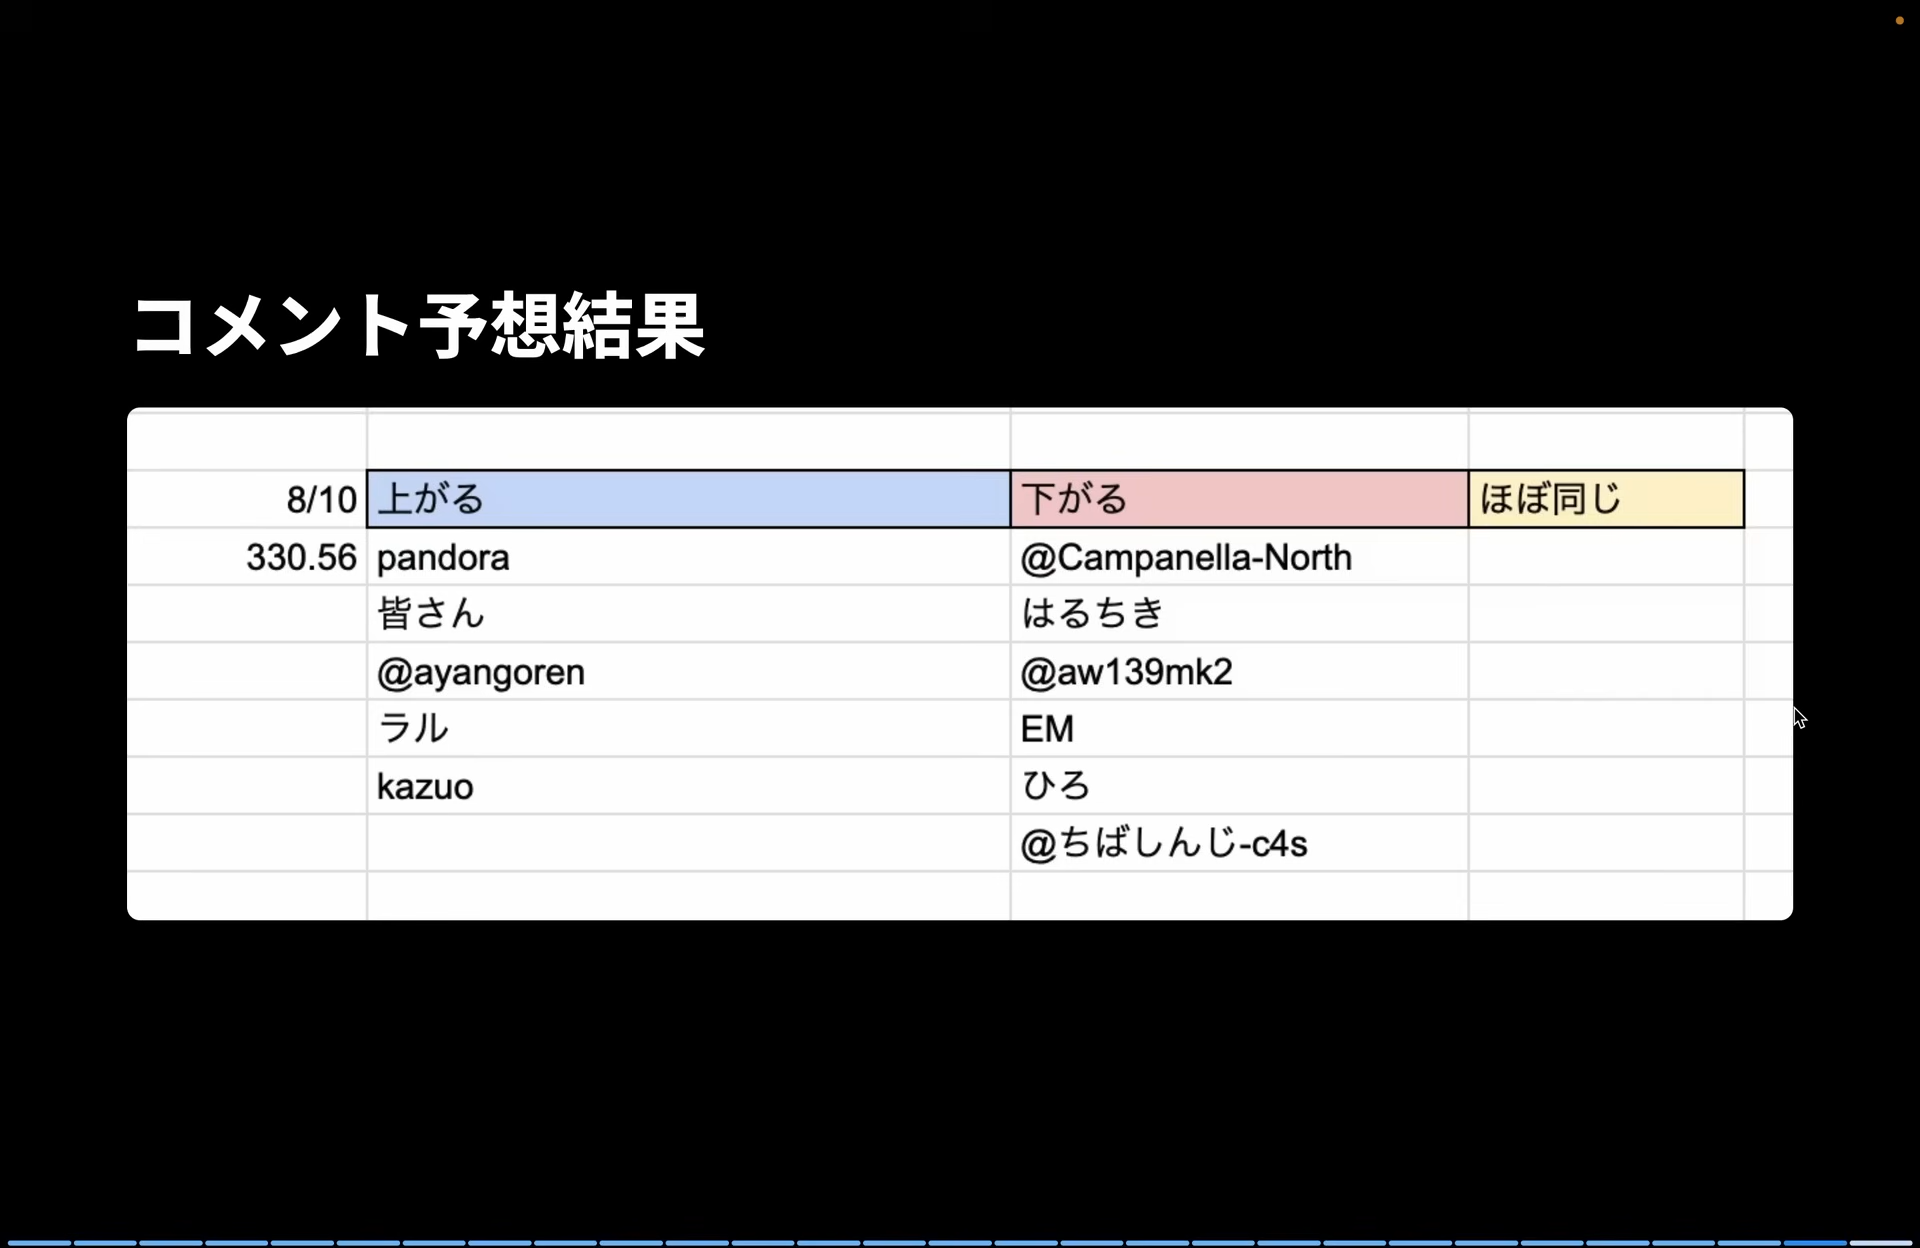 コメント予想結果
8/10 上がる 下がる ほぼ同じ
330.56 pandora @Campanella-North
皆さん はるちき
@ayangoren @aw139mk2
ラル EM
kazuo ひろ
@ちばしんじ-c4s